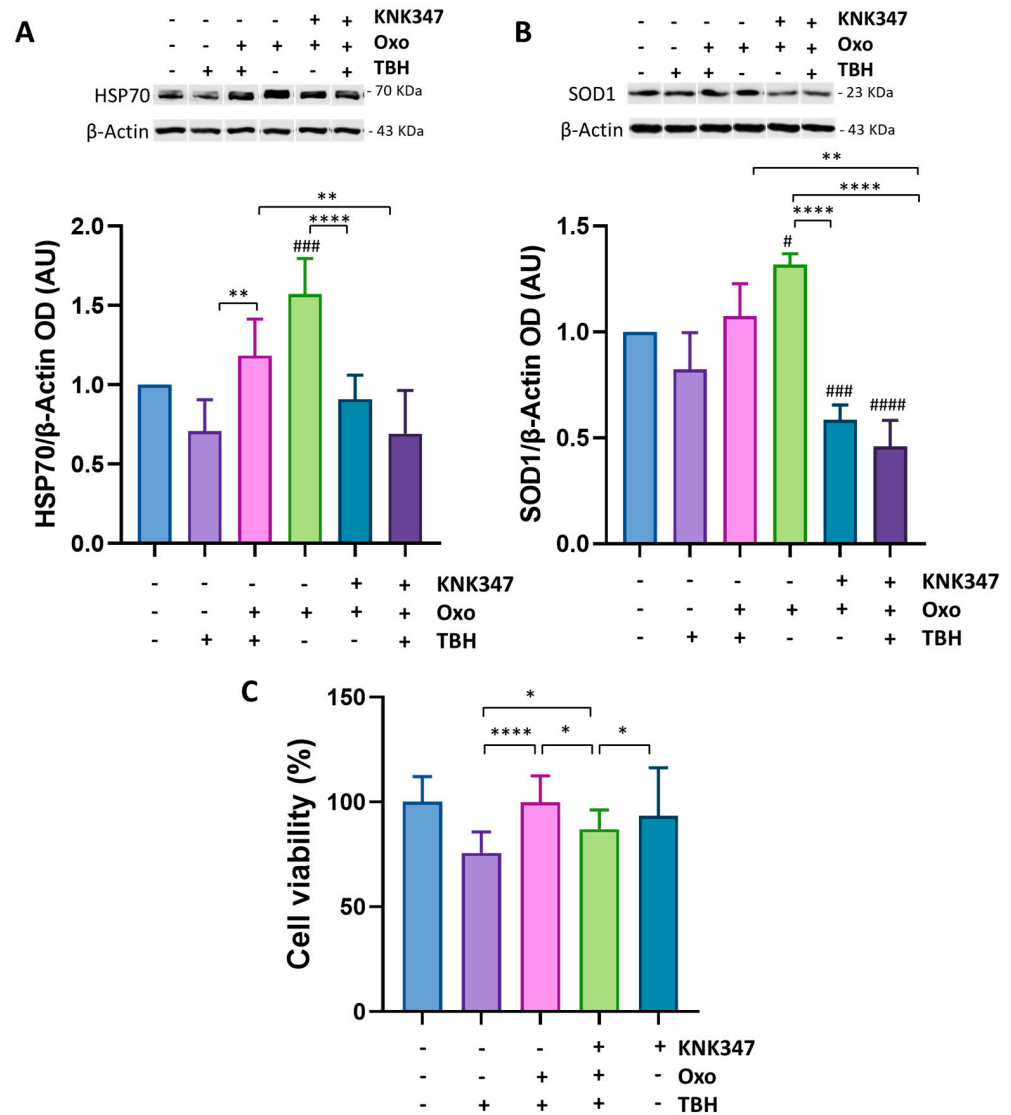 A
- - - - + + KNK347
- - + + + + Oxo
- + + - - + TBH
HSP70 - 70 KDa
β-Actin - 43 KDa
B
- - - - + + KNK347
- - + + + + Oxo
- + + - - + TBH
SOD1 - 23 KDa
β-Actin - 43 KDa
HSP70/β-Actin OD (AU)
2.0
1.5
1.0
0.5
0.0
**
****
###
**
- - - - + + KNK347
- - + + + + Oxo
- + + - - + TBH
SOD1/β-Actin OD (AU)
1.5
1.0
0.5
0.0
**
****
****
#
###
####
- - - - + + KNK347
- - + + + + Oxo
- + + - - + TBH
C
Cell viability (%)
150
100
50
0
*
**** * *
- - - + + KNK347
- - + + - Oxo
- + + + - TBH